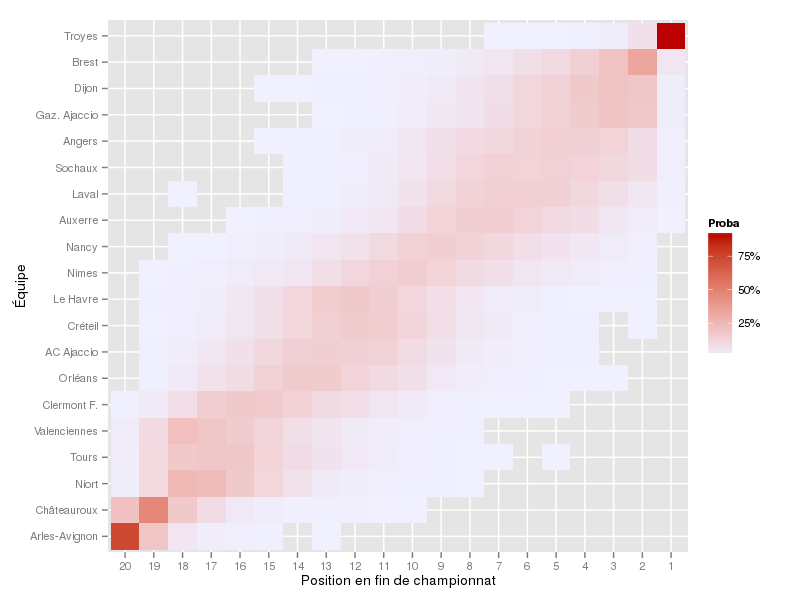 Troyes
Brest
Dijon
Gaz. Ajaccio
Angers
Sochaux
Laval
Auxerre
Nancy
Nimes
Le Havre
Créteil
AC Ajaccio
Orléans
Clermont F.
Valenciennes
Tours
Niort
Châteauroux
Arles-Avignon
Équipe
20 19 18 17 16 15 14 13 12 11 10 9 8 7 6 5 4 3 2 1
Position en fin de championnat
Proba
75%
50%
25%